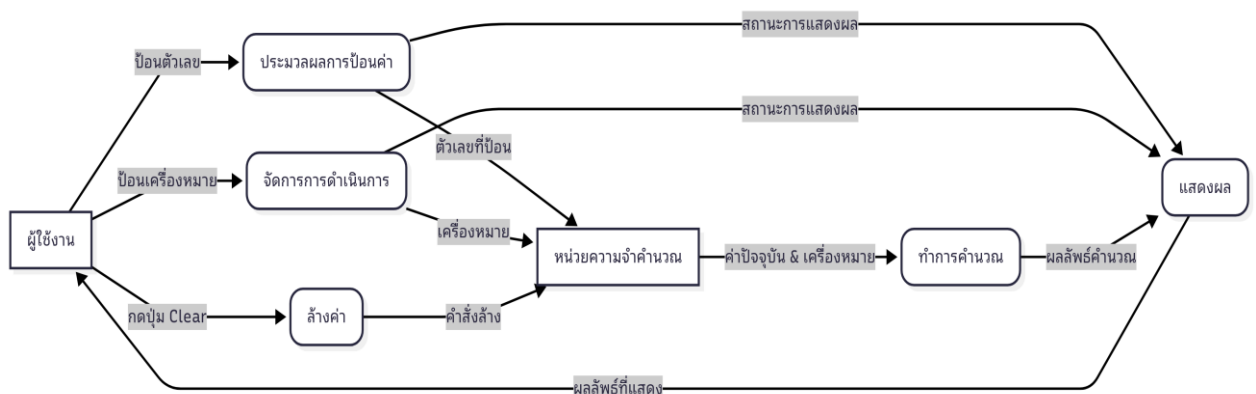 สถานะการแสดงผล
ป้อนตัวเลข
ประมวลผลการป้อนค่า
สถานะการแสดงผล
ตัวเลขที่ป้อน
ป้อนเครื่องหมาย
จัดการการดำเนินการ
แสดงผล
ผู้ใช้งาน
เครื่องหมาย
หน่วยความจำคำนวณ
ค่าปัจจุบัน & เครื่องหมาย
ทำการคำนวณ
ผลลัพธ์คำนวณ
กดปุ่ม Clear
ล้างค่า
คำสั่งล้าง
ผลลัพธ์ที่แสดง